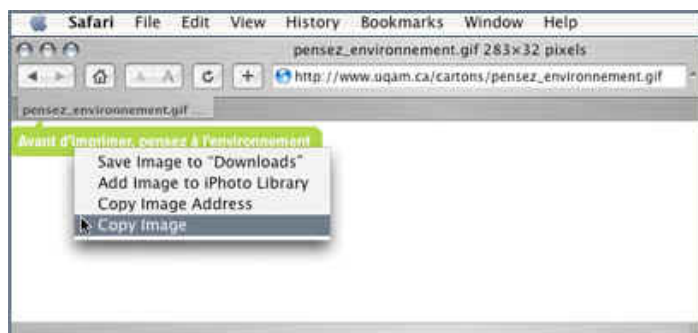 Safari File Edit View History Bookmarks Window Help
pensez_environnement.gif 283×32 pixels
http://www.uqam.ca/cartons/pensez_environnement.gif
pensez_environnement.gif ...
Avant d'imprimer, pensez à l'environnement
Save Image to "Downloads"
Add Image to iPhoto Library
Copy Image Address
Copy Image